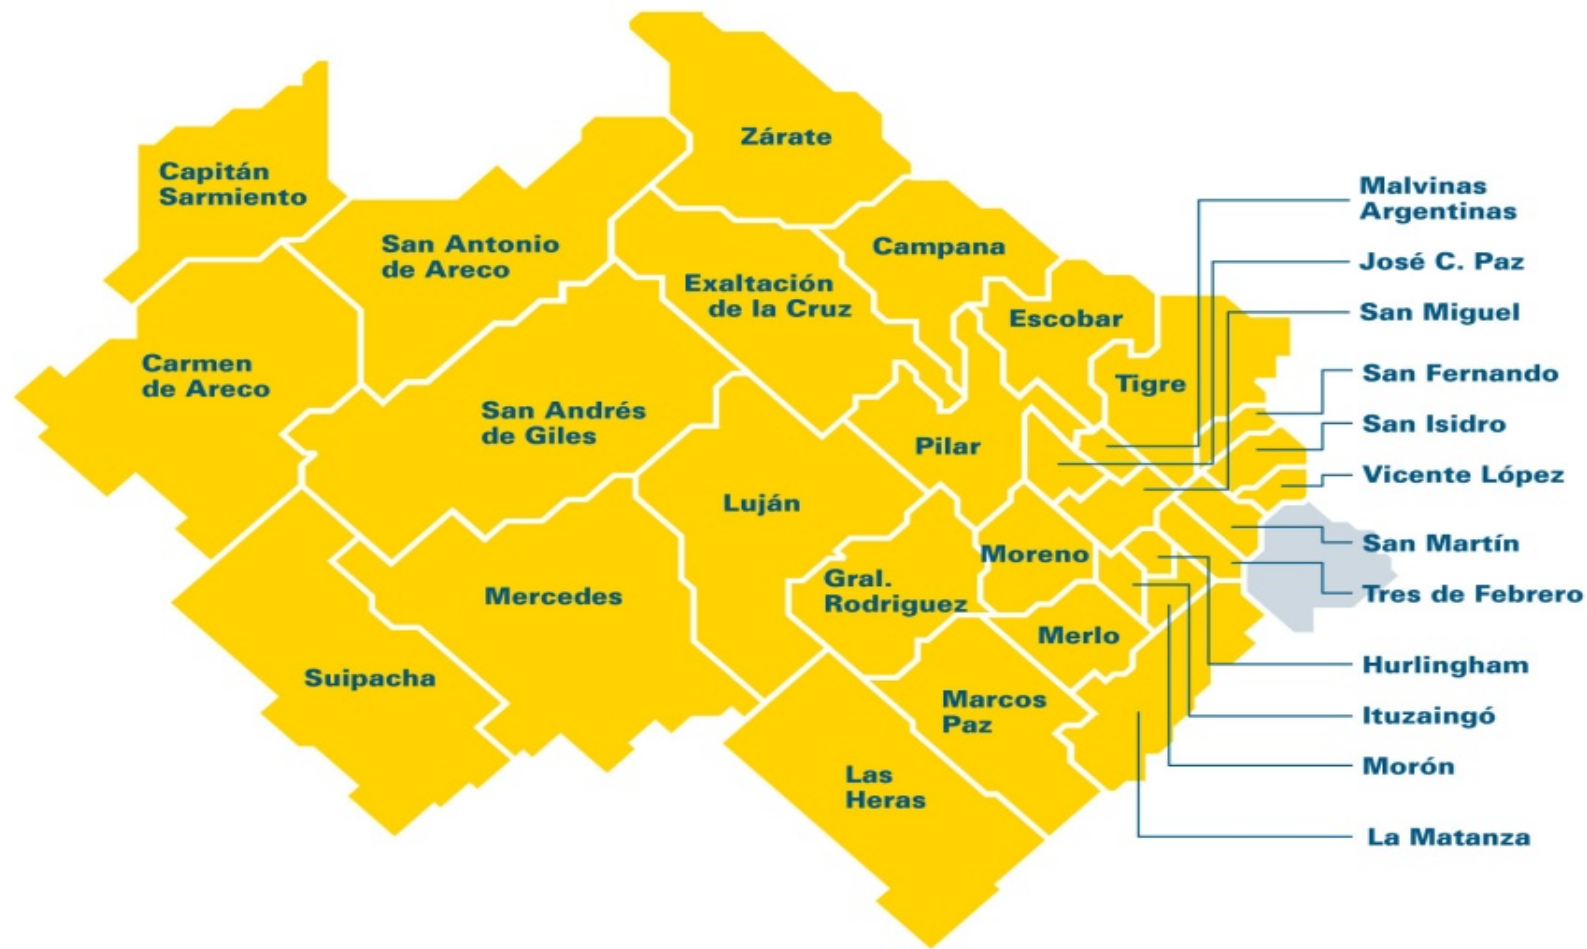 Zárate
Capitán
Sarmiento
San Antonio
de Areco
Campana
Exaltación
de la Cruz
Escobar
Carmen
de Areco
Tigre
San Andrés
de Giles
Pilar
Luján
Moreno
Gral.
Rodriguez
Mercedes
Merlo
Suipacha
Marcos
Paz
Las
Heras
Malvinas
Argentinas
José C. Paz
San Miguel
San Fernando
San Isidro
Vicente López
San Martín
Tres de Febrero
Hurlingham
Ituzaingó
Morón
La Matanza